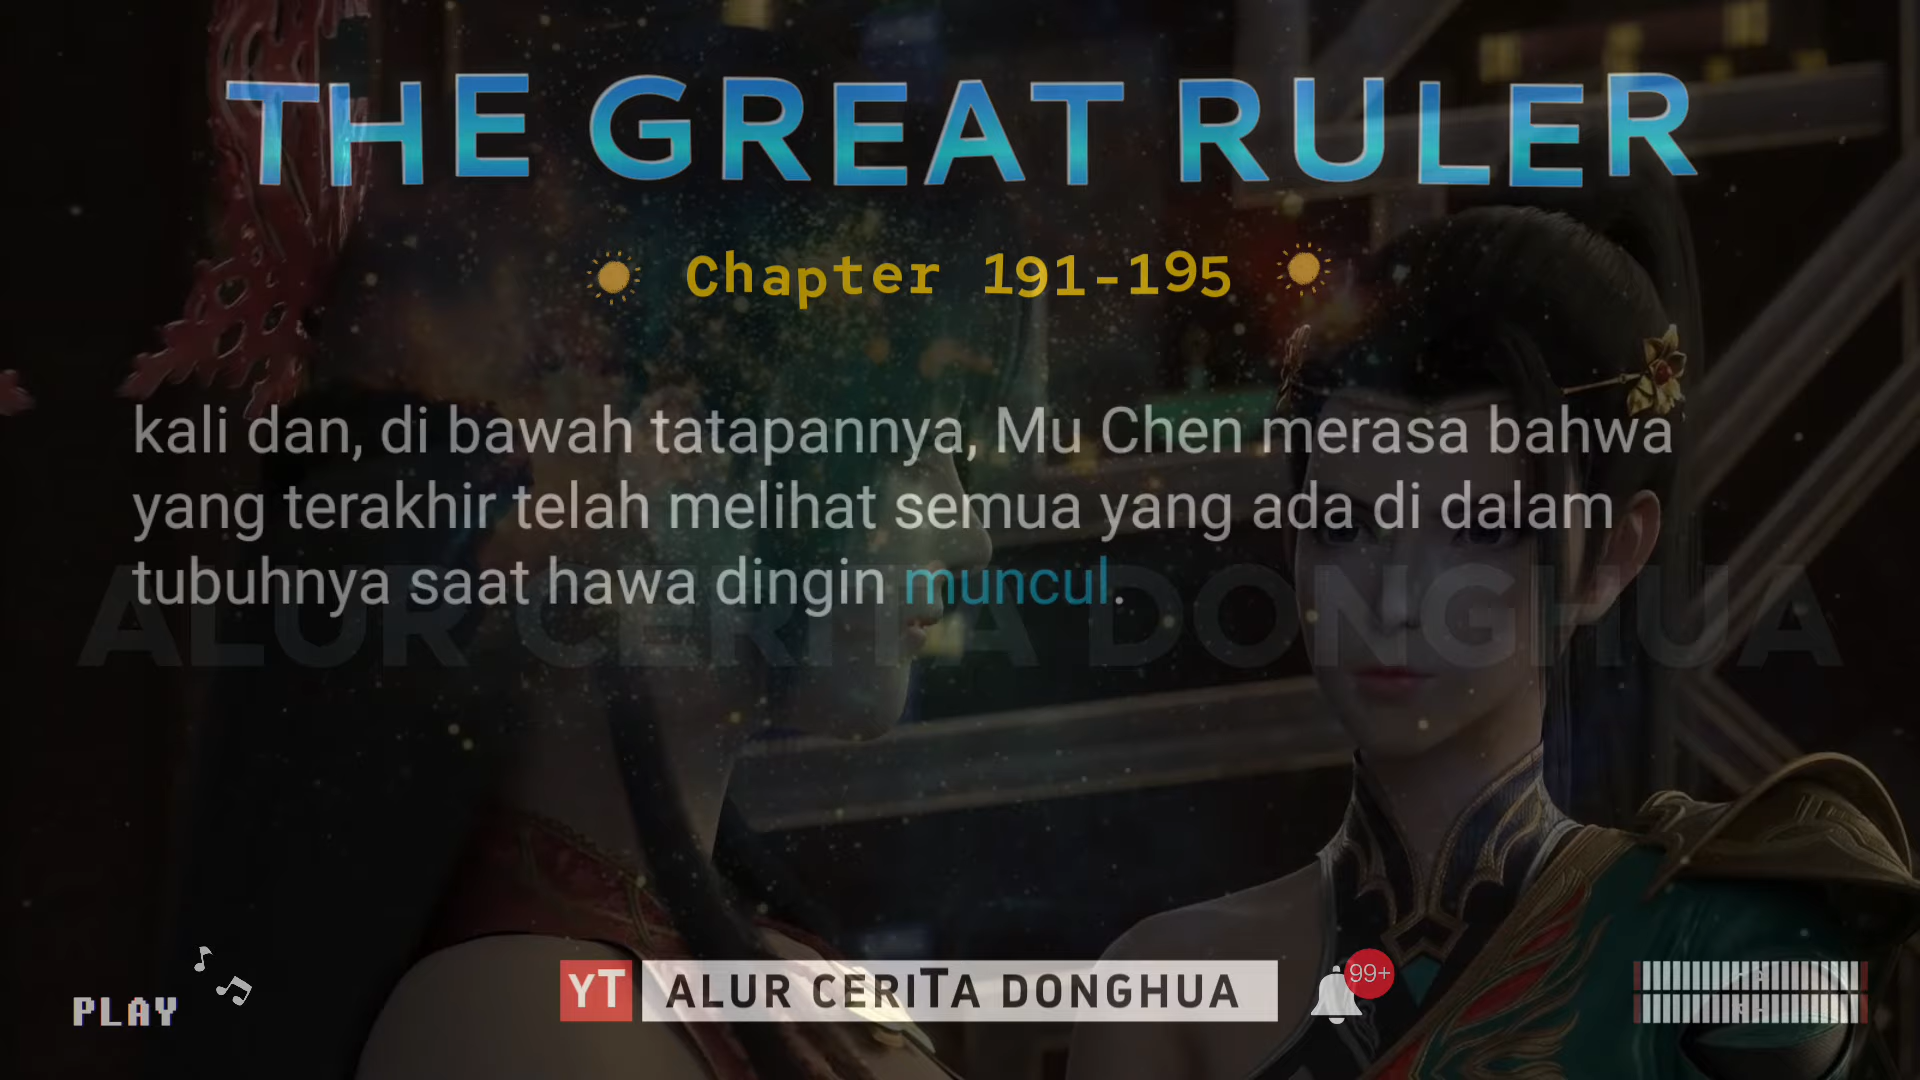 THE GREAT RULER
Chapter 191-195
kali dan, di bawah tatapannya, Mu Chen merasa bahwa
yang terakhir telah melihat semua yang ada di dalam
tubuhnya saat hawa dingin muncul.
ALUR CERITA DONGHUA
PLAY
YT ALUR CERITA DONGHUA
99+